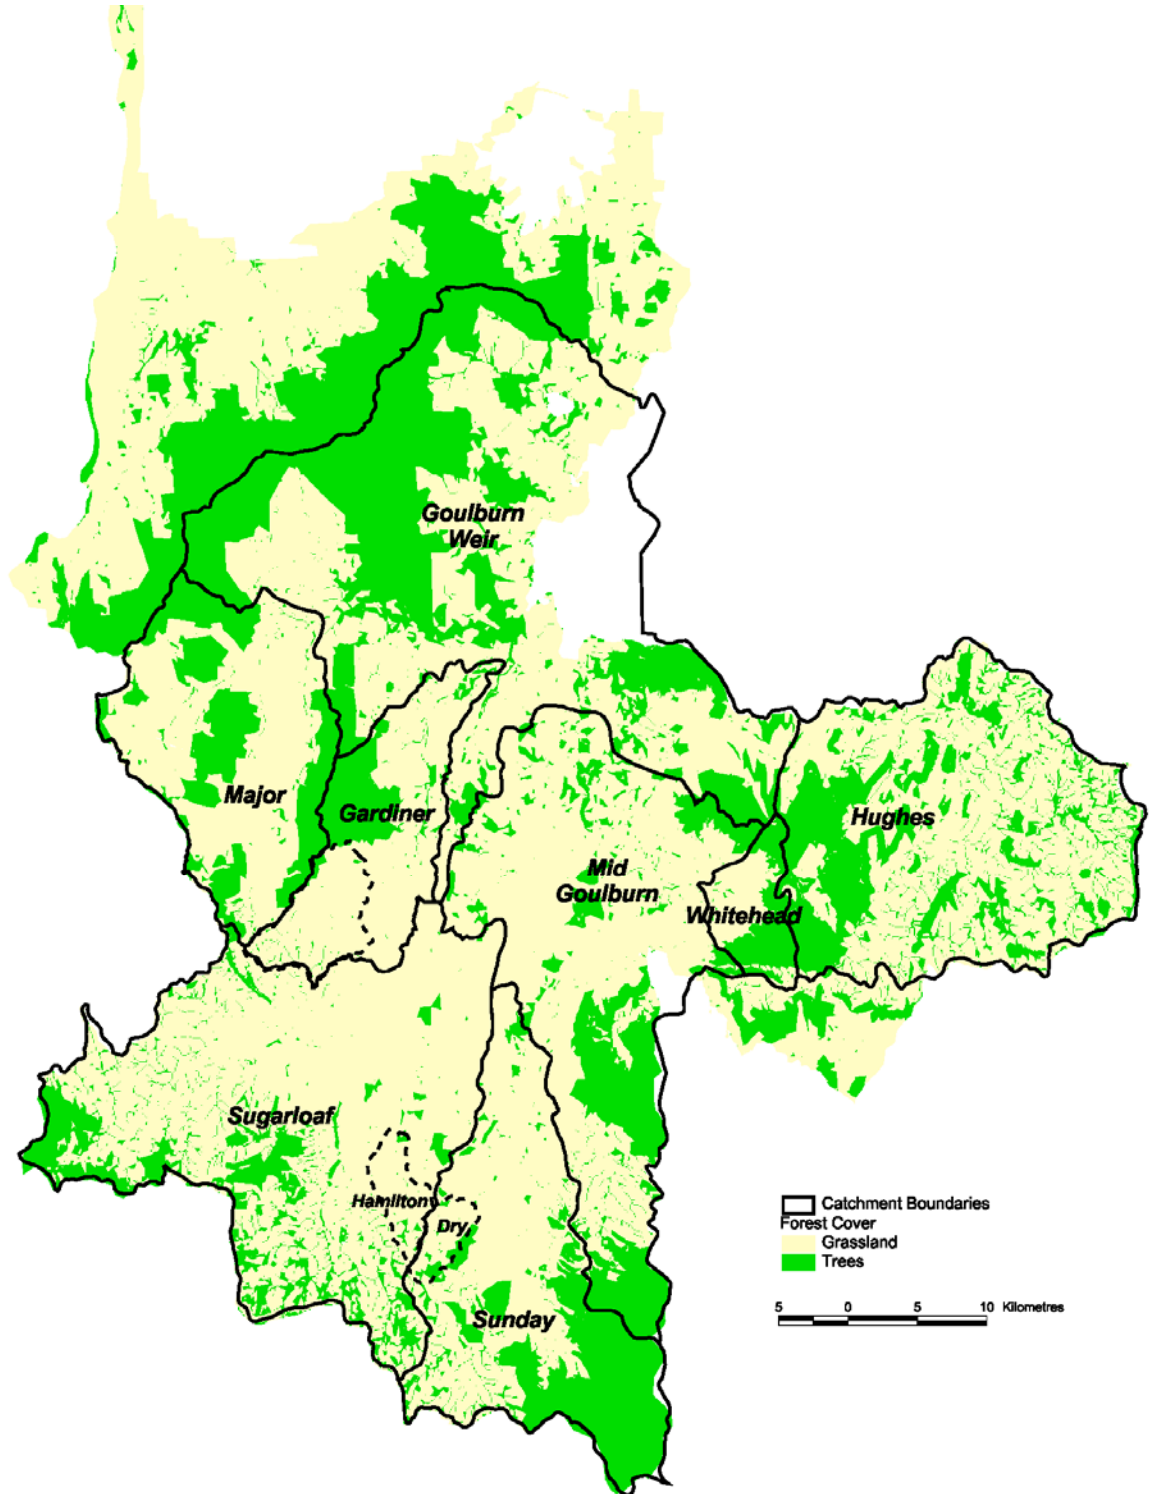 Goulburn
Weir
Major
Gardiner
Hughes
Mid
Goulburn
Whitehead
Sugarloaf
Hamilton
Dry
Sunday
Catchment Boundaries
Forest Cover
Grassland
Trees
5 0 5 10 Kilometres